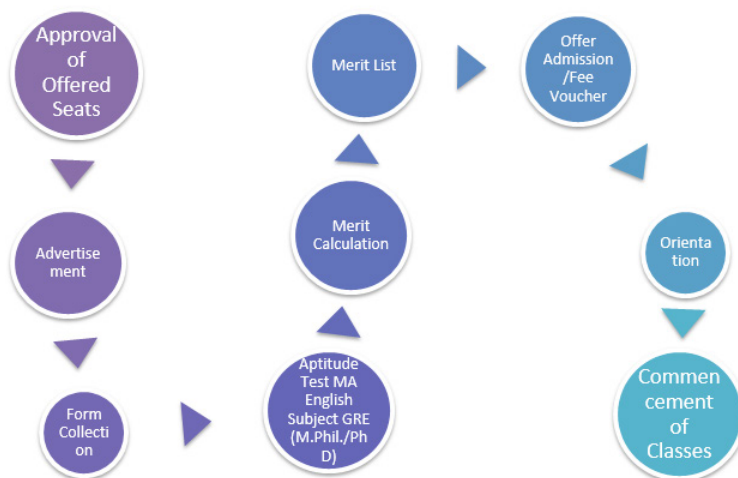 Approval
of
Offered
Seats
Advertise
ment
Form
Collecti
on
Aptitude
Test MA
English
Subject GRE
(M.Phil./Ph
D)
Merit
Calculation
Merit List
Offer
Admission
/Fee
Voucher
Orienta
tion
Commen
cement
of
Classes